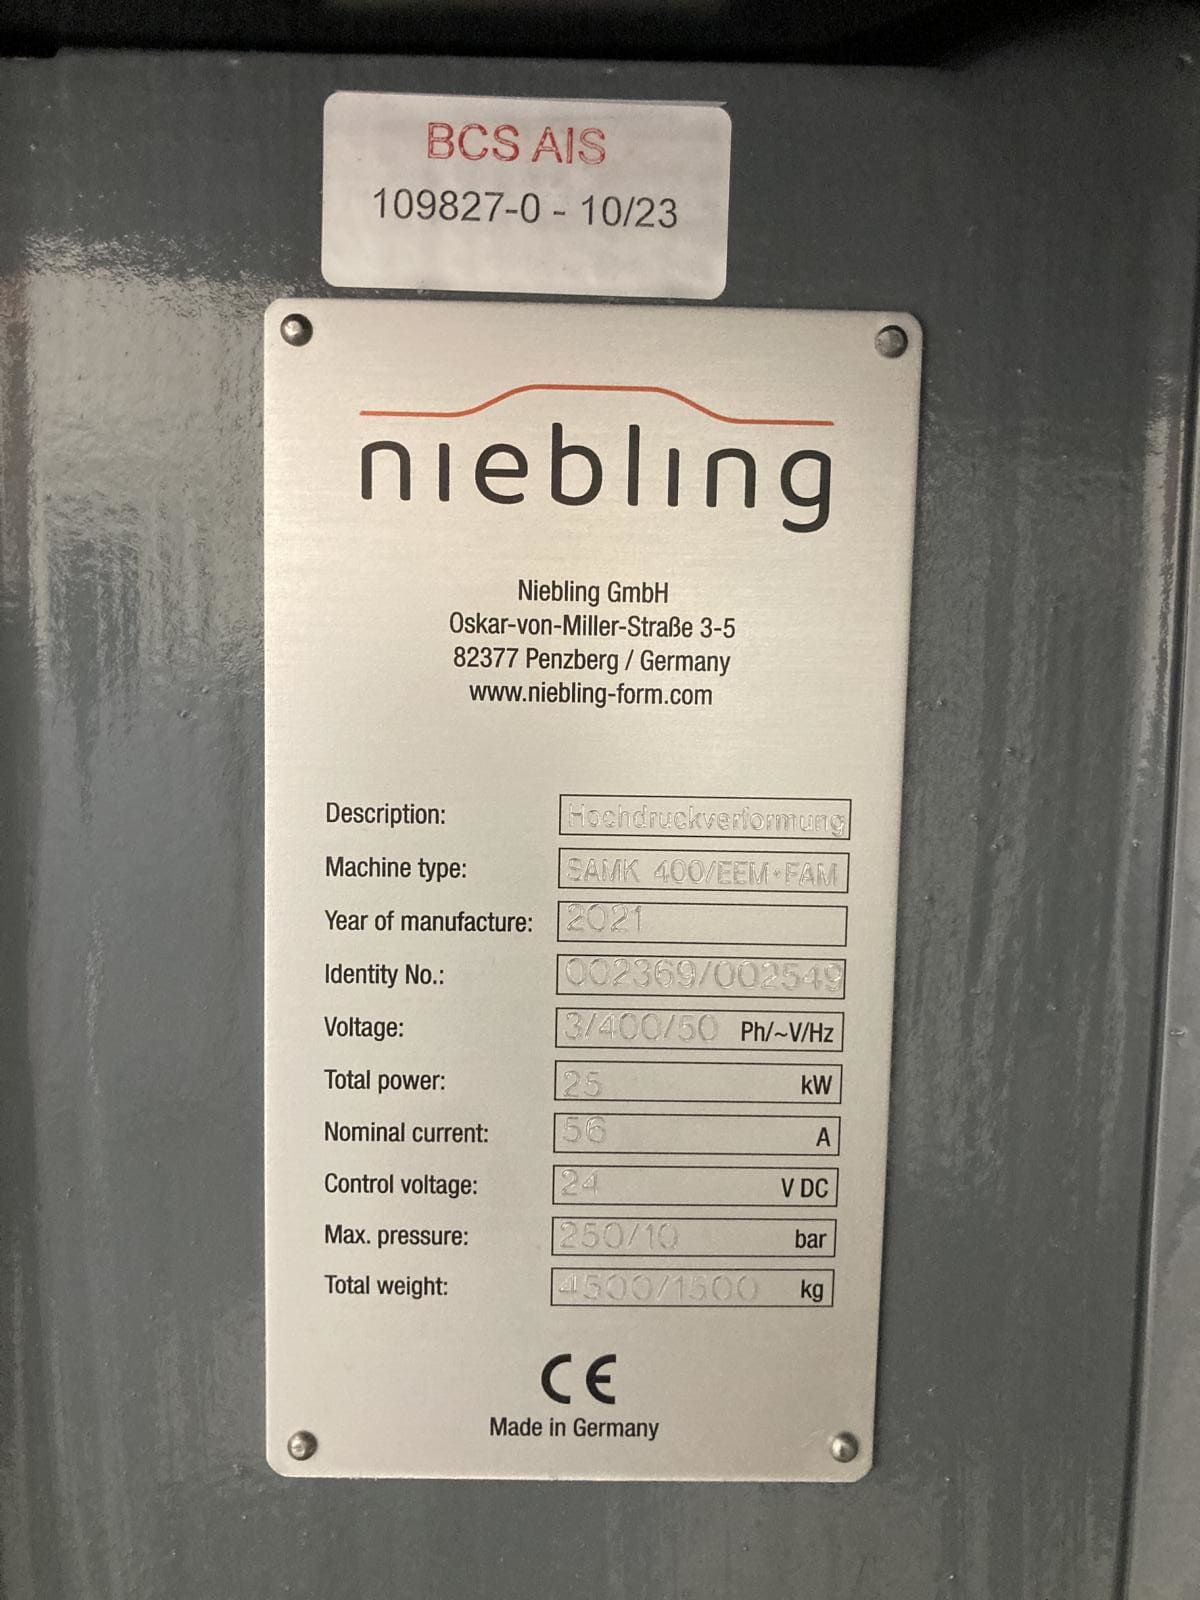 BCS AIS
109827-0 - 10/23
niebling
Niebling GmbH
Oskar-von-Miller-Straße 3-5
82377 Penzberg / Germany
www.niebling-form.com
Description: Hochdruckverformung
Machine type: SAMK 400/EEM+FAM
Year of manufacture: 2021
Identity No.: 002369/002549
Voltage: 3/400/50 Ph/~V/Hz
Total power: 25 kW
Nominal current: 56 A
Control voltage: 24 V DC
Max. pressure: 250/10 bar
Total weight: 4500/1500 kg
CE
Made in Germany